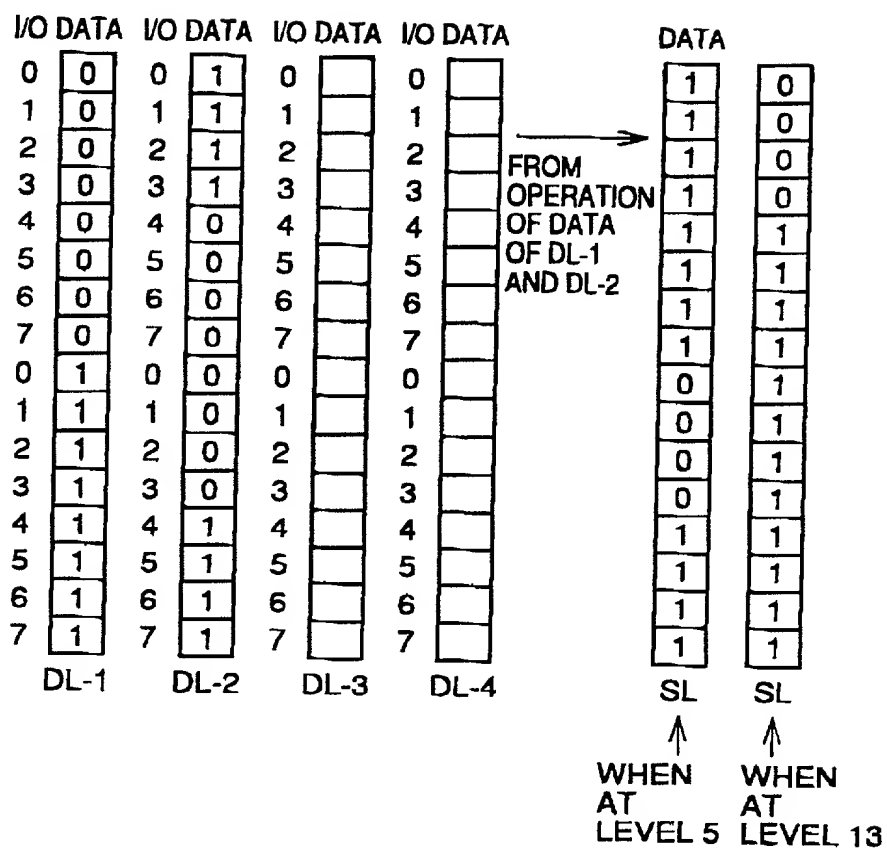 I/O DATA I/O DATA I/O DATA I/O DATA DATA
0 0 0 1 0 0 1 0
1 0 1 1 1 1 1 0
2 0 2 1 2 2 1 0
3 0 3 1 3 3 1 0
4 0 4 0 4 4 1 1
5 0 5 0 5 5 1 1
6 0 6 0 6 6 1 1
7 0 7 0 7 7 1 1
0 1 0 0 0 0 0 1
1 1 1 0 1 1 0 1
2 1 2 0 2 2 0 1
3 1 3 0 3 3 0 1
4 1 4 1 4 4 1 1
5 1 5 1 5 5 1 1
6 1 6 1 6 6 1 1
7 1 7 1 7 7 1 1
DL-1 DL-2 DL-3 DL-4 SL SL
FROM
OPERATION
OF DATA
OF DL-1
AND DL-2
WHEN
AT
LEVEL 5
WHEN
AT
LEVEL 13